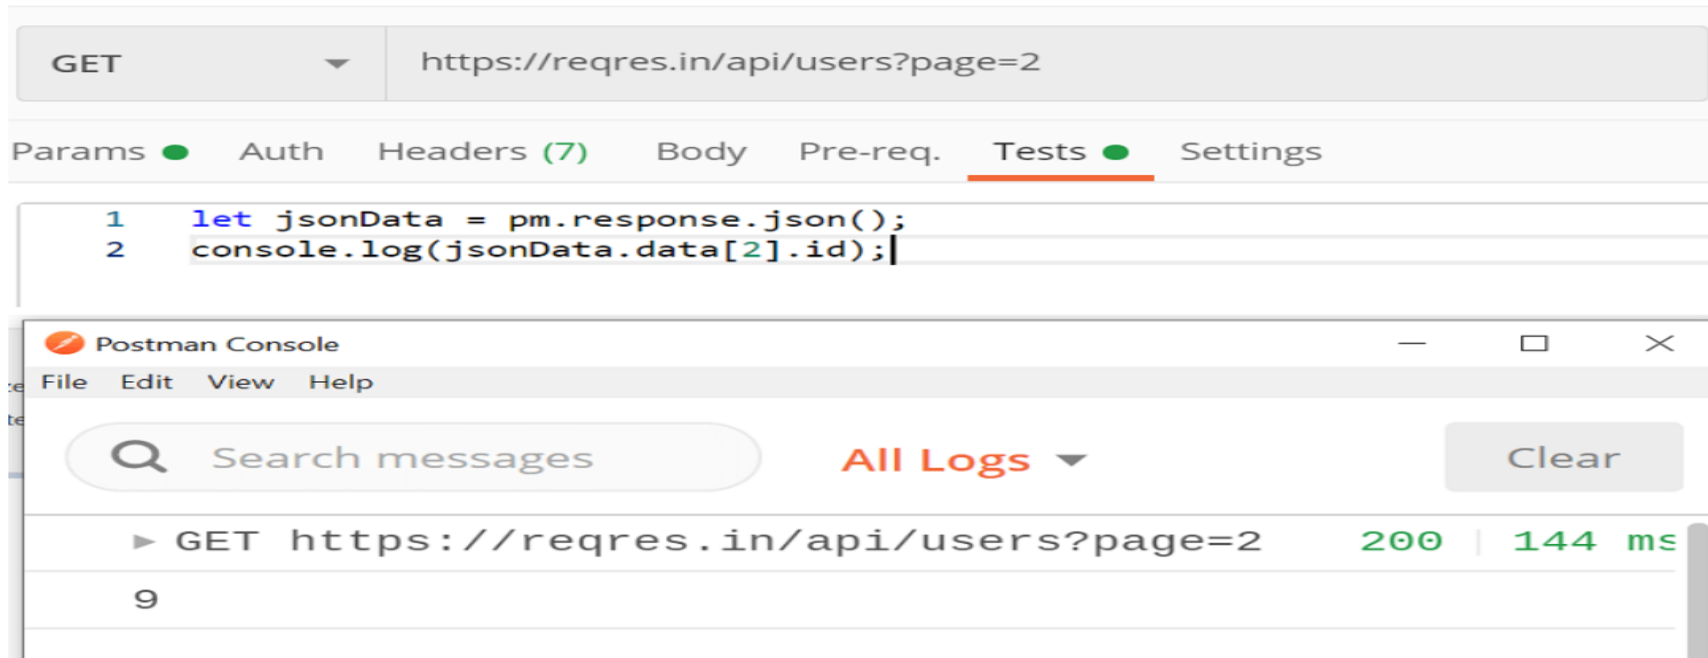 GET https://reqres.in/api/users?page=2
Params Auth Headers (7) Body Pre-req. Tests Settings
1 let jsonData = pm.response.json();
2 console.log(jsonData.data[2].id);
Postman Console
File Edit View Help
Search messages All Logs Clear
GET https://reqres.in/api/users?page=2 200 144 ms
9